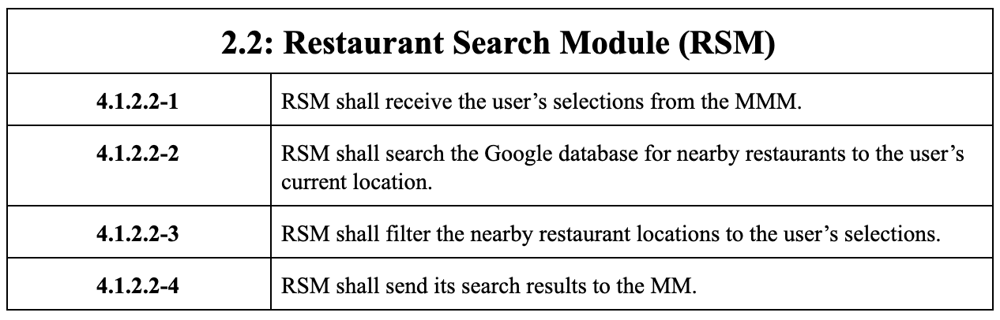 2.2: Restaurant Search Module (RSM)
4.1.2.2-1 RSM shall receive the user’s selections from the MMM.
4.1.2.2-2 RSM shall search the Google database for nearby restaurants to the user’s
current location.
4.1.2.2-3 RSM shall filter the nearby restaurant locations to the user’s selections.
4.1.2.2-4 RSM shall send its search results to the MM.